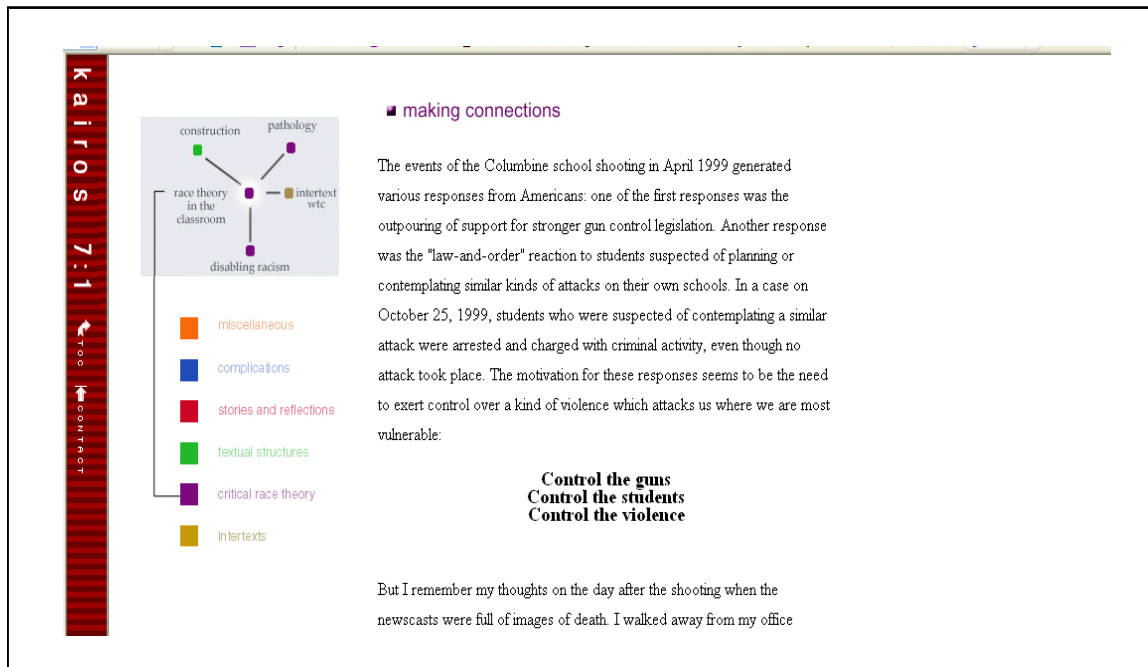 kairos 7:1
TOC
CONTACT
construction
pathology
race theory
in the
classroom
intertext
wtc
disabling racism
miscellaneous
complications
stories and reflections
textual structures
critical race theory
intertexts
making connections
The events of the Columbine school shooting in April 1999 generated
various responses from Americans: one of the first responses was the
outpouring of support for stronger gun control legislation. Another response
was the "law-and-order" reaction to students suspected of planning or
contemplating similar kinds of attacks on their own schools. In a case on
October 25, 1999, students who were suspected of contemplating a similar
attack were arrested and charged with criminal activity, even though no
attack took place. The motivation for these responses seems to be the need
to exert control over a kind of violence which attacks us where we are most
vulnerable:
Control the guns
Control the students
Control the violence
But I remember my thoughts on the day after the shooting when the
newscasts were full of images of death. I walked away from my office